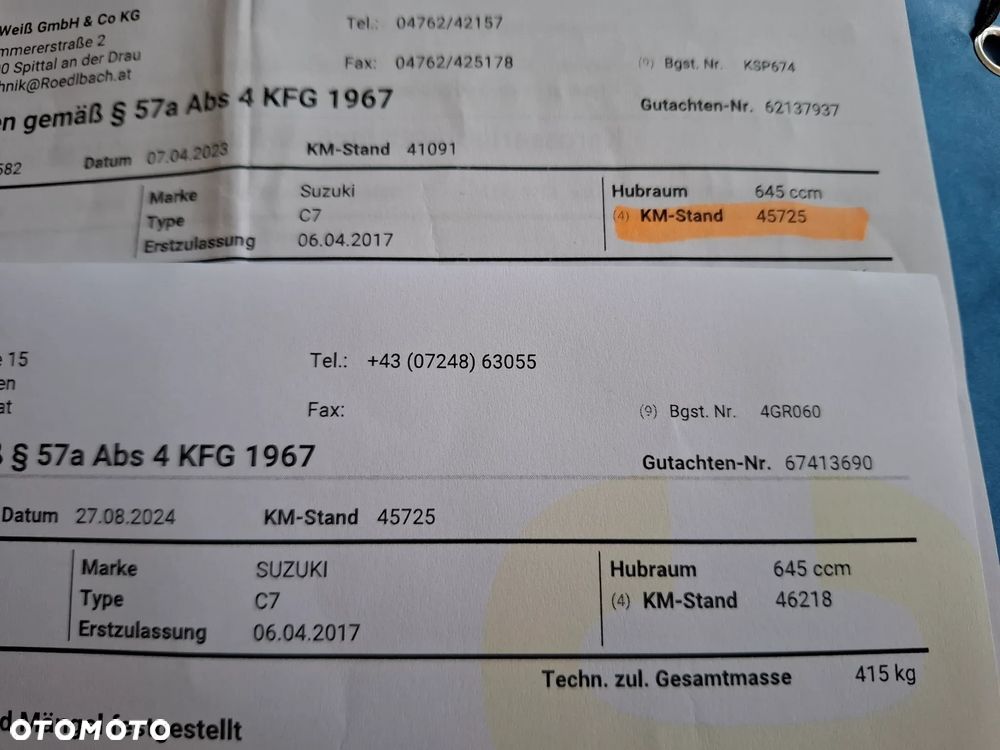 Weiß GmbH & Co KG
mmererstraße 2
0 Spittal an der Drau
hnik@Roedlbach.at
Tel.: 04762/42157
Fax: 04762/425178
(9) Bgst. Nr. KSP674
en gemäß § 57a Abs 4 KFG 1967
Gutachten-Nr. 62137937
582 Datum 07.04.2023 KM-Stand 41091
Marke Suzuki
Type C7
Erstzulassung 06.04.2017
Hubraum 645 ccm
(4) KM-Stand 45725
e 15
en
at
Tel.: +43 (07248) 63055
Fax:
(9) Bgst. Nr. 4GR060
ß § 57a Abs 4 KFG 1967
Gutachten-Nr. 67413690
Datum 27.08.2024 KM-Stand 45725
Marke SUZUKI
Type C7
Erstzulassung 06.04.2017
Hubraum 645 ccm
(4) KM-Stand 46218
Techn. zul. Gesamtmasse 415 kg
d Mängel festgestellt
OTOMOTO